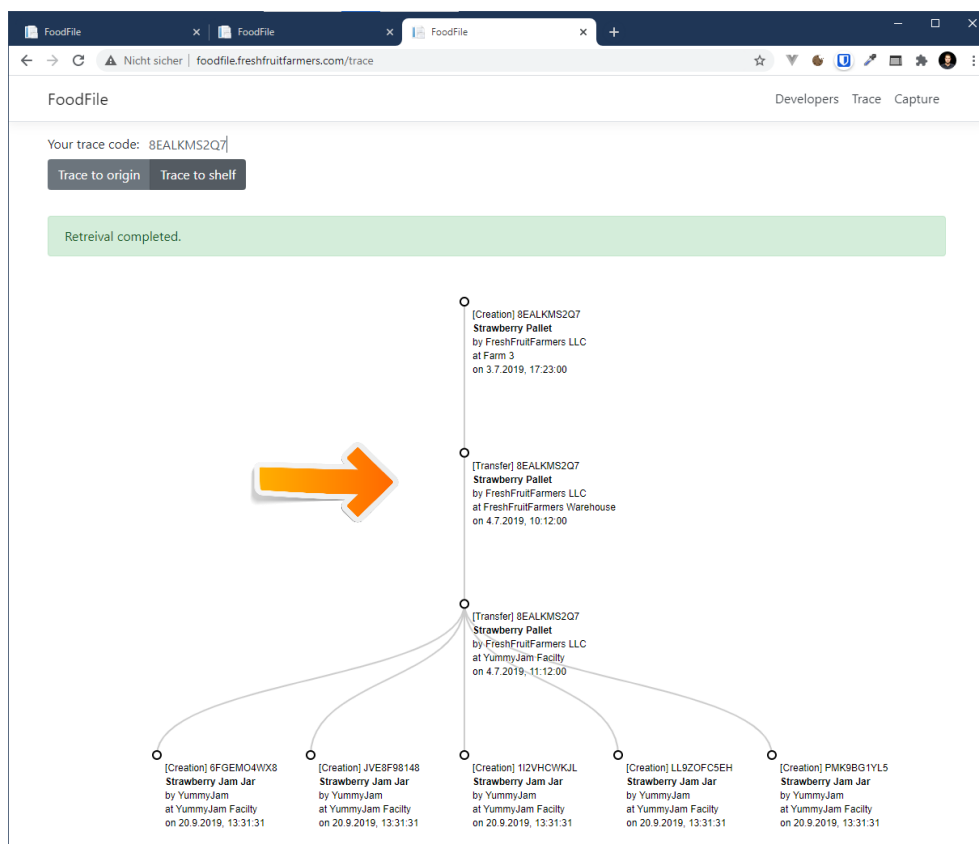 FoodFile
FoodFile
FoodFile
Nicht sicher | foodfile.freshfruitfarmers.com/trace
FoodFile
Developers Trace Capture
Your trace code: 8EALKMS2Q7
Trace to origin Trace to shelf
Retreival completed.
[Creation] 8EALKMS2Q7
Strawberry Pallet
by FreshFruitFarmers LLC
at Farm 3
on 3.7.2019, 17:23:00
[Transfer] 8EALKMS2Q7
Strawberry Pallet
by FreshFruitFarmers LLC
at FreshFruitFarmers Warehouse
on 4.7.2019, 10:12:00
[Transfer] 8EALKMS2Q7
Strawberry Pallet
by FreshFruitFarmers LLC
at YummyJam Facilty
on 4.7.2019, 11:12:00
[Creation] 6FGEMO4WX8
Strawberry Jam Jar
by YummyJam
at YummyJam Facilty
on 20.9.2019, 13:31:31
[Creation] JVE8F98148
Strawberry Jam Jar
by YummyJam
at YummyJam Facilty
on 20.9.2019, 13:31:31
[Creation] 1I2VHCWKJL
Strawberry Jam Jar
by YummyJam
at YummyJam Facilty
on 20.9.2019, 13:31:31
[Creation] LL9ZOFC5EH
Strawberry Jam Jar
by YummyJam
at YummyJam Facilty
on 20.9.2019, 13:31:31
[Creation] PMK9BG1YL5
Strawberry Jam Jar
by YummyJam
at YummyJam Facilty
on 20.9.2019, 13:31:31